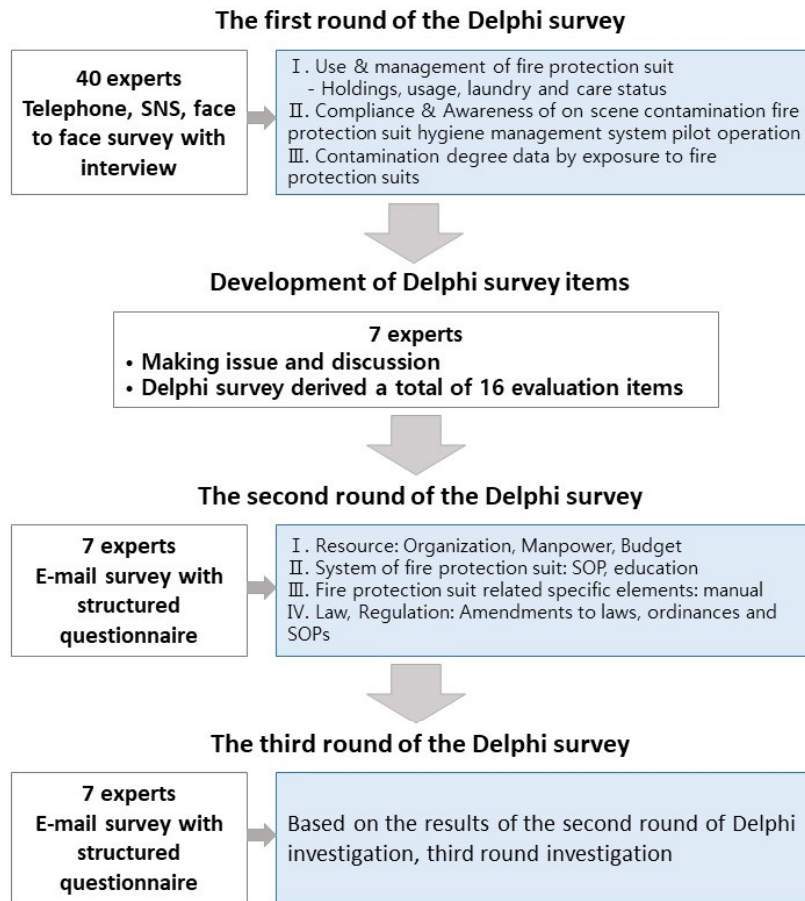 The first round of the Delphi survey
40 experts
Telephone, SNS, face
to face survey with
interview
Ⅰ. Use & management of fire protection suit
- Holdings, usage, laundry and care status
Ⅱ. Compliance & Awareness of on scene contamination fire
protection suit hygiene management system pilot operation
Ⅲ. Contamination degree data by exposure to fire
protection suits
Development of Delphi survey items
7 experts
• Making issue and discussion
• Delphi survey derived a total of 16 evaluation items
The second round of the Delphi survey
7 experts
E-mail survey with
structured
questionnaire
Ⅰ. Resource: Organization, Manpower, Budget
Ⅱ. System of fire protection suit: SOP, education
Ⅲ. Fire protection suit related specific elements: manual
Ⅳ. Law, Regulation: Amendments to laws, ordinances and
SOPs
The third round of the Delphi survey
7 experts
E-mail survey with
structured
questionnaire
Based on the results of the second round of Delphi
investigation, third round investigation